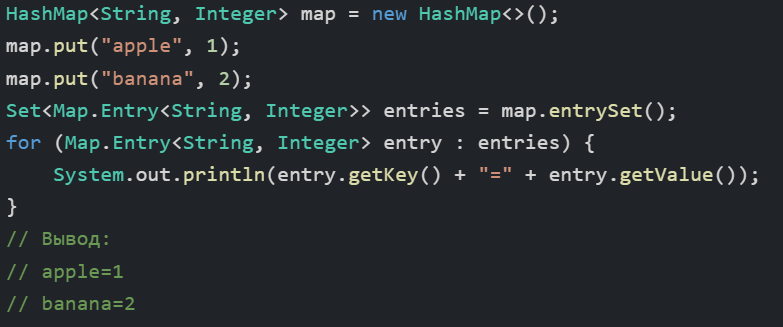 HashMap<String, Integer> map = new HashMap<>();
map.put("apple", 1);
map.put("banana", 2);
Set<Map.Entry<String, Integer>> entries = map.entrySet();
for (Map.Entry<String, Integer> entry : entries) {
    System.out.println(entry.getKey() + "=" + entry.getValue());
}
// Вывод:
// apple=1
// banana=2